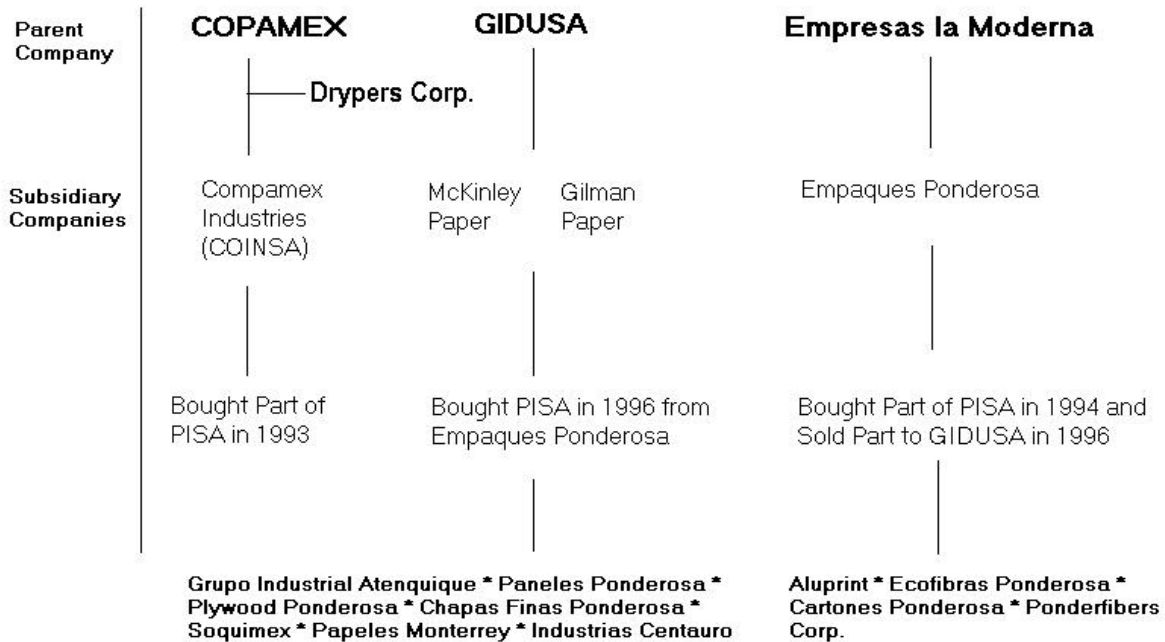 Parent
Company
COPAMEX
GIDUSA
Empresas la Moderna
Drypers Corp.
Subsidiary
Companies
Compamex
Industries
(COINSA)
McKinley
Paper
Gilman
Paper
Empaques Ponderosa
Bought Part of
PISA in 1993
Bought PISA in 1996 from
Empaques Ponderosa
Bought Part of PISA in 1994 and
Sold Part to GIDUSA in 1996
Grupo Industrial Atenquique * Paneles Ponderosa *
Plywood Ponderosa * Chapas Finas Ponderosa *
Soquimex * Papeles Monterrey * Industrias Centauro
Aluprint * Ecofibras Ponderosa *
Cartones Ponderosa * Ponderfibers
Corp.